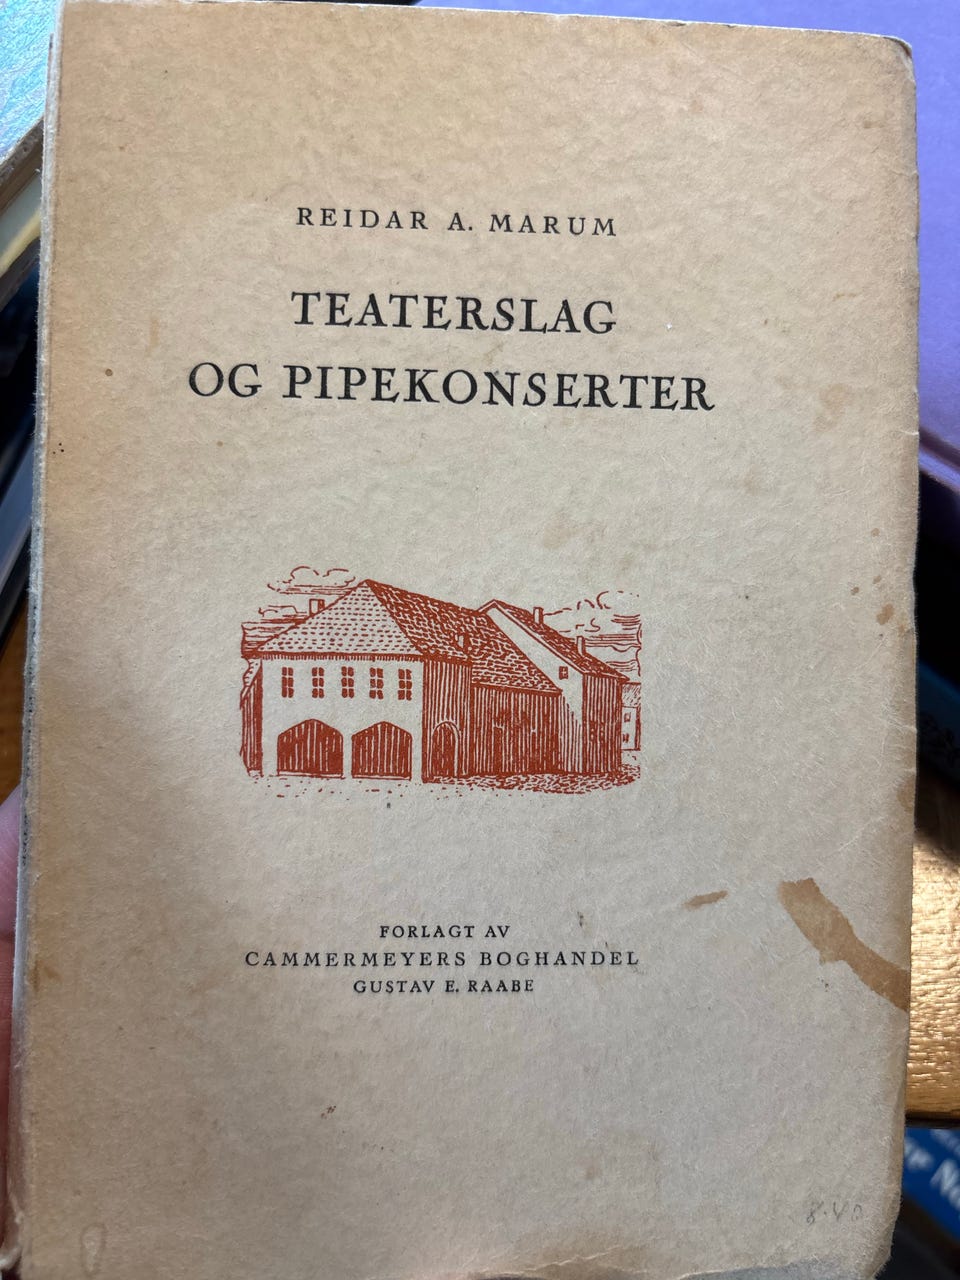 REIDAR A. MARUM
TEATERSLAG
OG PIPEKONSERTER
FORLAGT AV
CAMMERMEYERS BOGHANDEL
GUSTAV E. RAABE